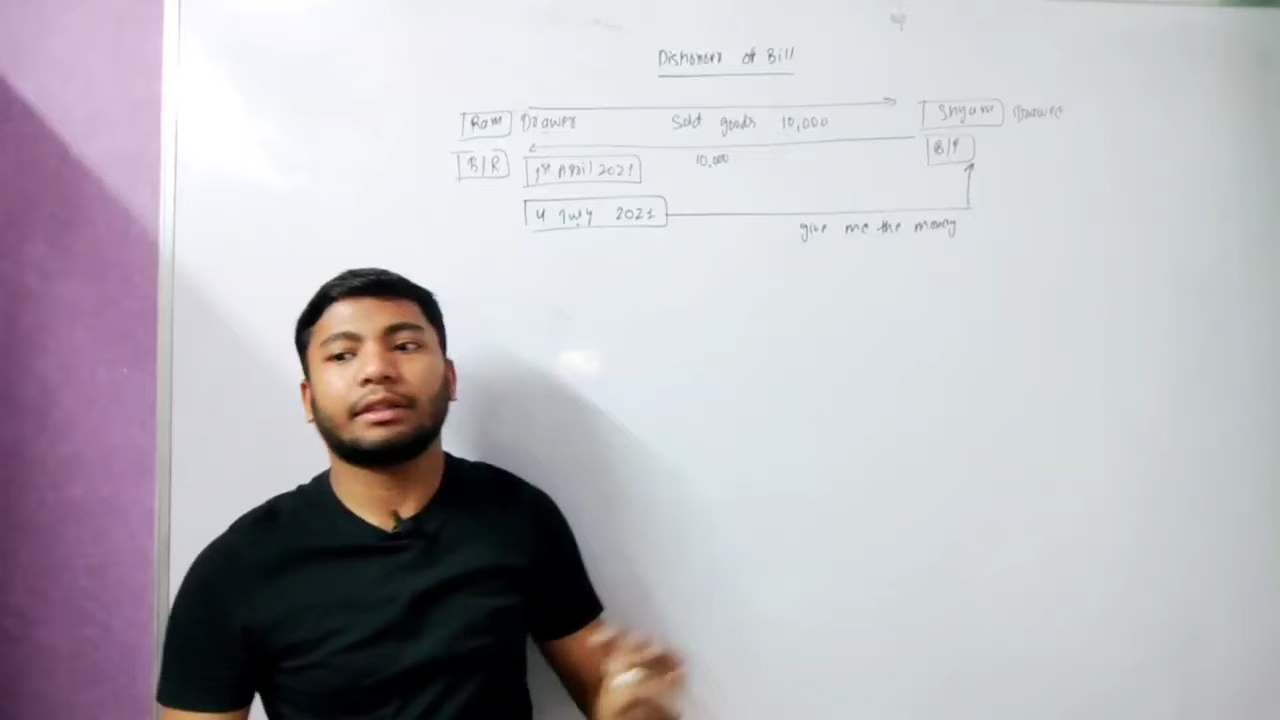 Dishonour of Bill
Ram Drawer Sold goods 10,000 Shyam Drawee
B/R 1st April 2021 10,000 B/P
4 July 2021
give me the money